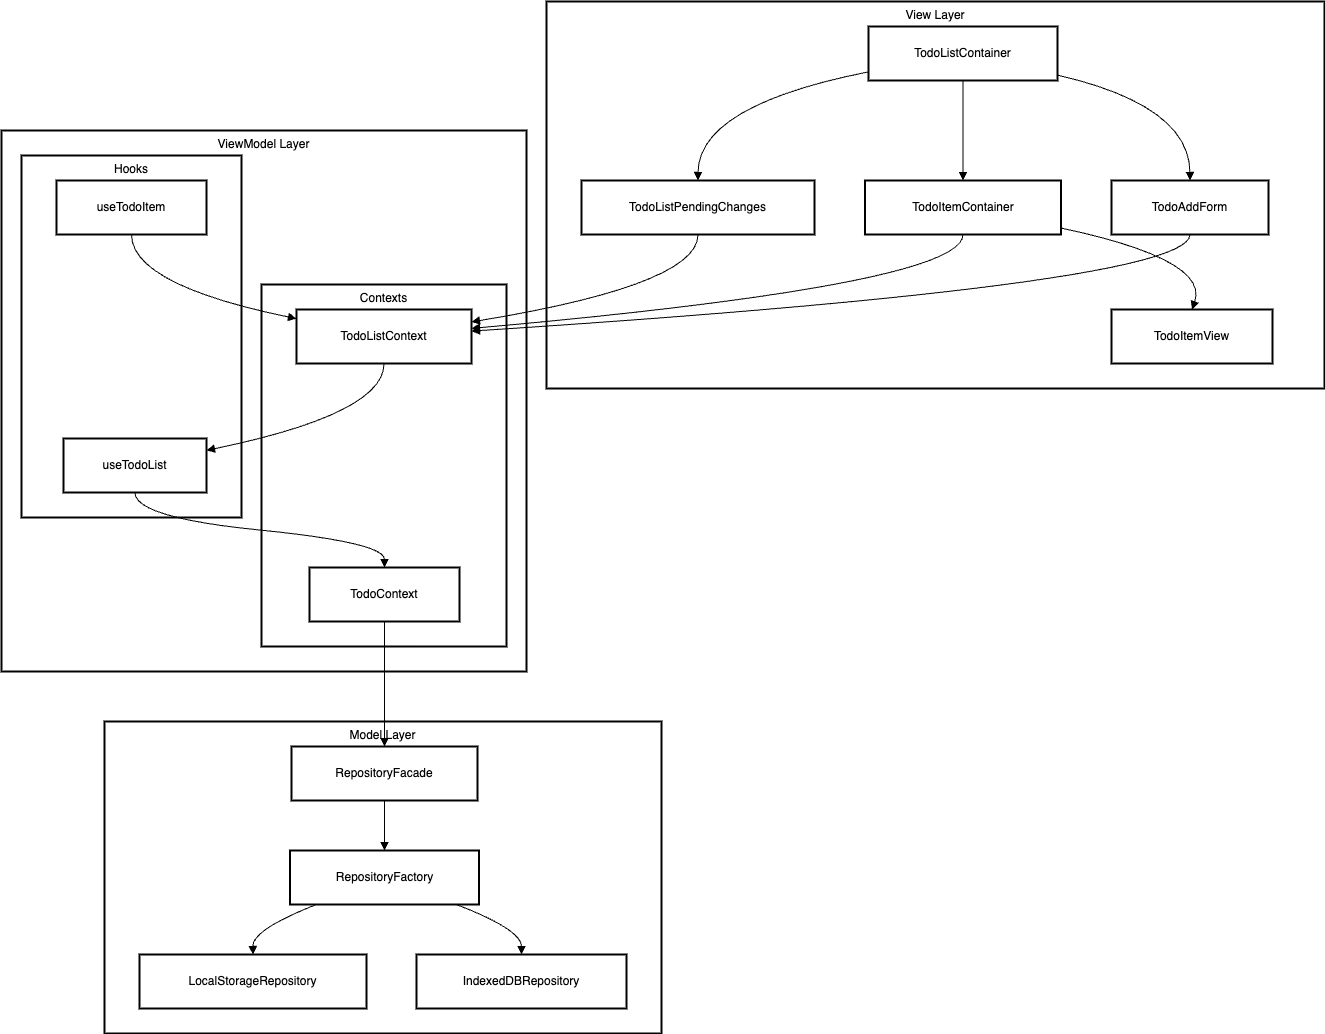 View Layer
TodoListContainer
TodoListPendingChanges
TodoItemContainer
TodoAddForm
TodoItemView
ViewModel Layer
Hooks
useTodoItem
Contexts
TodoListContext
useTodoList
TodoContext
Model Layer
RepositoryFacade
RepositoryFactory
LocalStorageRepository
IndexedDBRepository